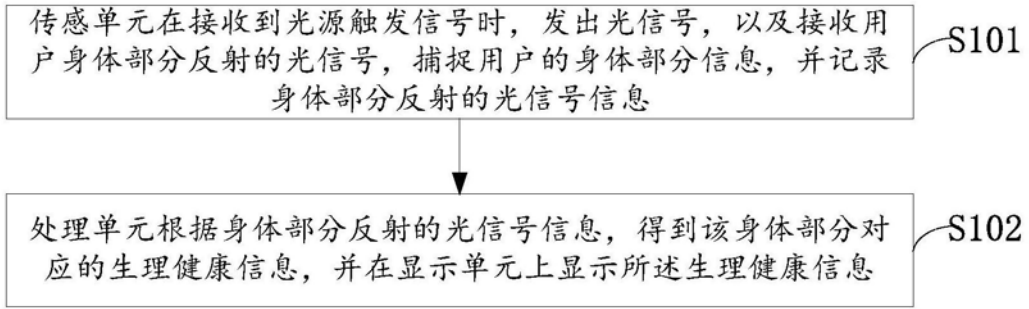 传感单元在接收到光源触发信号时，发出光信号，以及接收用
户身体部分反射的光信号，捕捉用户的身体部分信息，并记录
身体部分反射的光信号信息
S101
处理单元根据身体部分反射的光信号信息，得到该身体部分对
应的生理健康信息，并在显示单元上显示所述生理健康信息
S102